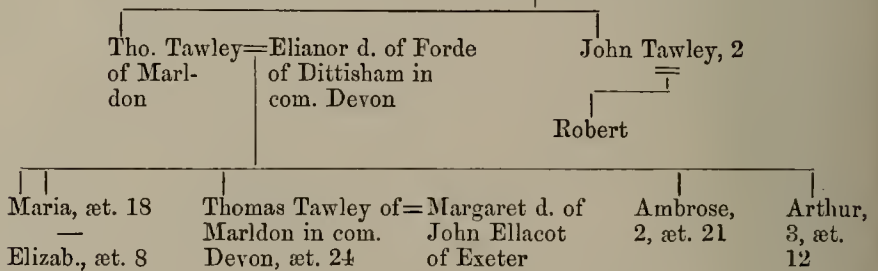 Tho. Tawley=Elianor d. of Forde
of Marl-
don
of Dittisham in
com. Devon
John Tawley, 2
Robert
Maria, æt. 18
—
Elizab., æt. 8
Thomas Tawley of=Margaret d. of
Marldon in com.
Devon, æt. 24
John Ellacot
of Exeter
Ambrose,
2, æt. 21
Arthur,
3, æt.
12